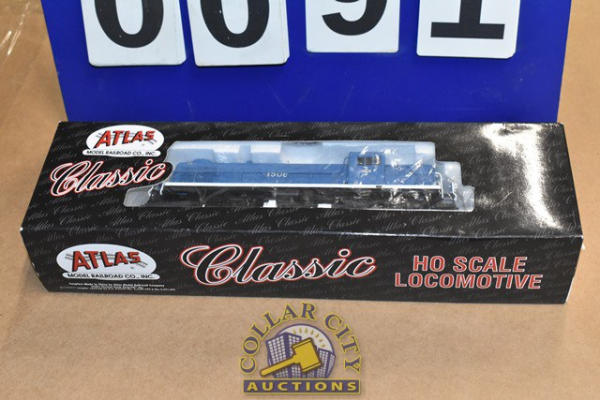 0091
ATLAS
MODEL RAILROAD CO., INC.
Classic
1506
ATLAS
MODEL RAILROAD CO., INC.
Classic
HO SCALE
LOCOMOTIVE
COLLAR CITY
AUCTIONS